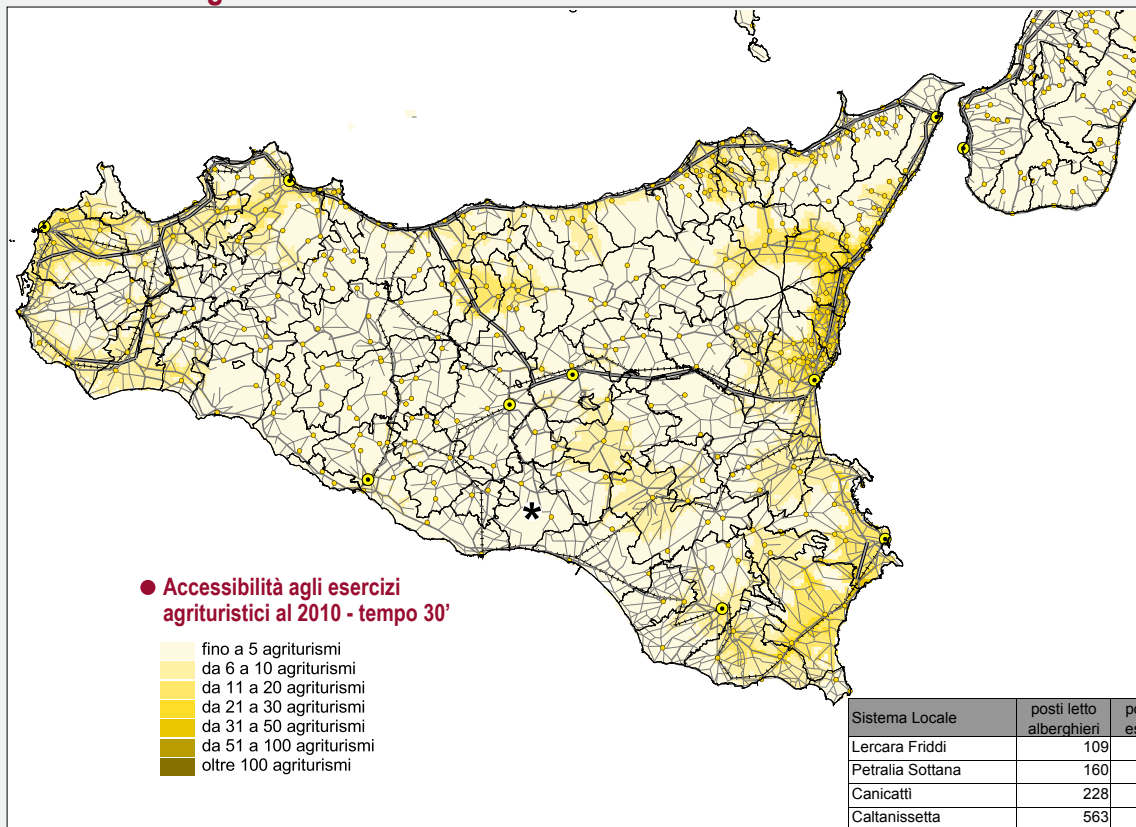 ● Accessibilità agli esercizi
agrituristici al 2010 - tempo 30'
fino a 5 agriturismi
da 6 a 10 agriturismi
da 11 a 20 agriturismi
da 21 a 30 agriturismi
da 31 a 50 agriturismi
da 51 a 100 agriturismi
oltre 100 agriturismi
*
Sistema Locale posti letto alberghieri
Lercara Friddi 109
Petralia Sottana 160
Canicattì 228
Caltanissetta 563